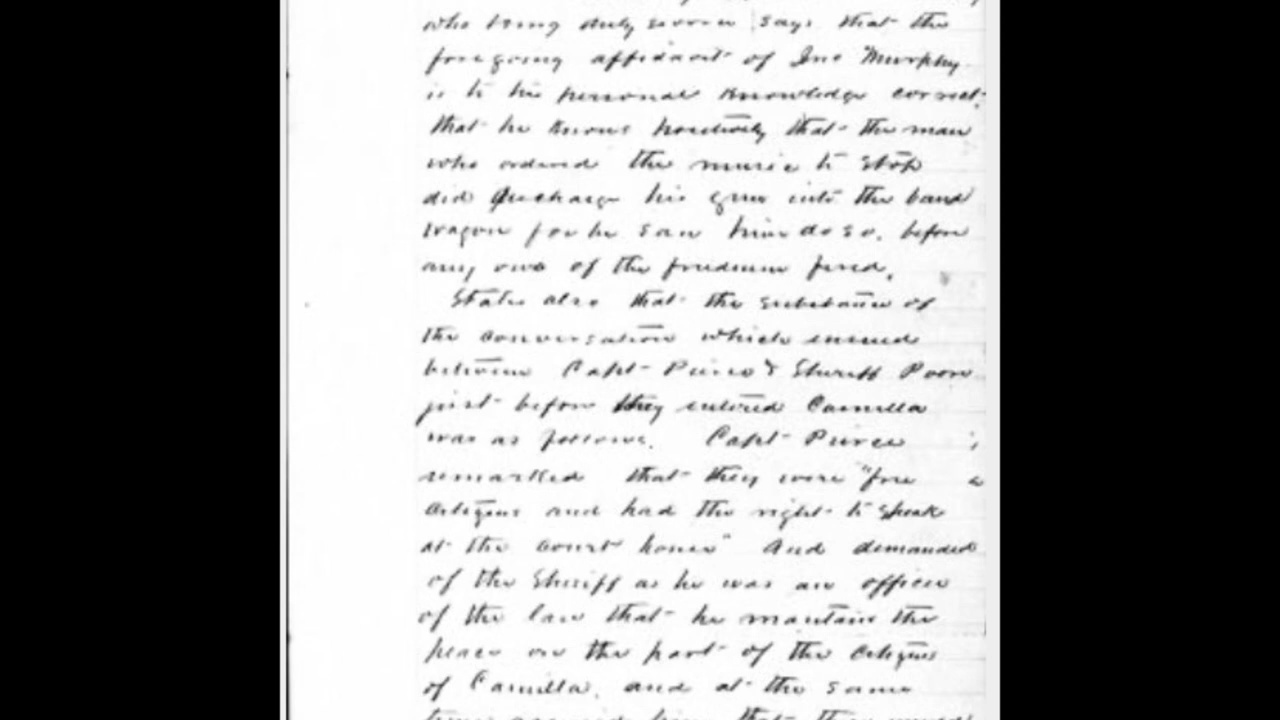 who being duly sworn says that the
foregoing affidavit of Jno Murphy
is to his personal knowledge correct.
that he knows positively that the man
who ordered the music to stop
did discharge his gun into the band
wagon for he saw him do so, before
any one of the freedmen fired.
States also that the substance of
the conversation which ensued
between Capt Pierce & Sheriff Poore
just before they entered Camilla
was as follows. Capt Pierce
remarked that they were "free
citizens and had the right to speak
at the court house" And demanded
of the Sheriff as he was an officer
of the law that he maintain the
peace on the part of the citizens
of Camilla, and at the same
time assured him that they